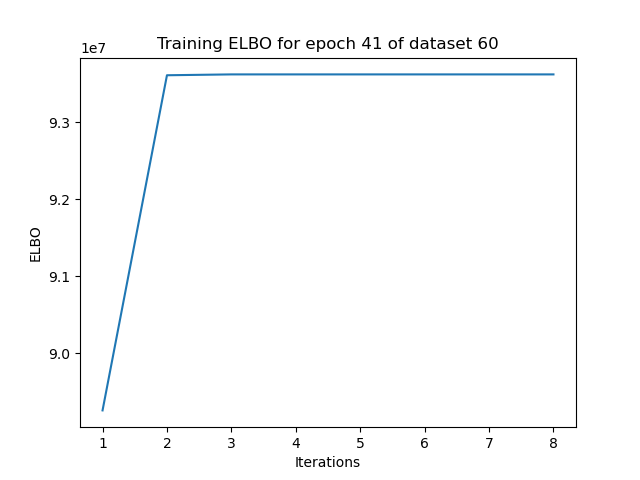 Training ELBO for epoch 41 of dataset 60
1e7
9.3
9.2
9.1
9.0
ELBO
1 2 3 4 5 6 7 8
Iterations